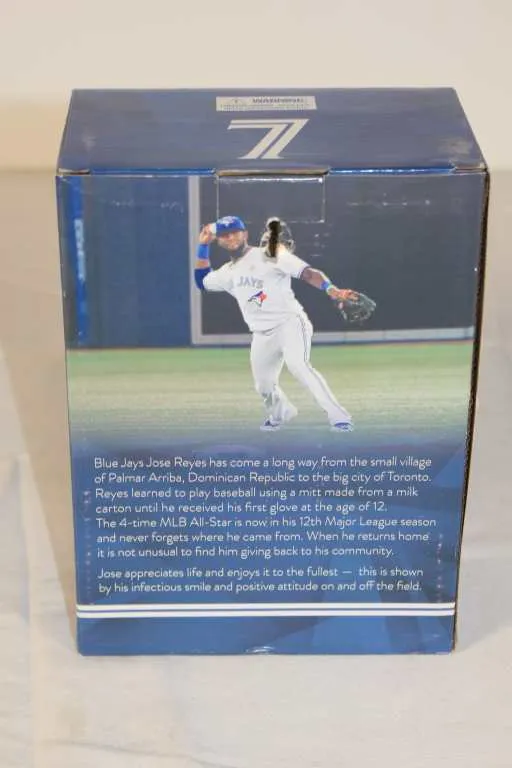 WARNING
7
JAYS
Blue Jays Jose Reyes has come a long way from the small village
of Palmar Arriba, Dominican Republic to the big city of Toronto.
Reyes learned to play baseball using a mitt made from a milk
carton until he received his first glove at the age of 12.
The 4-time MLB All-Star is now in his 12th Major League season
and never forgets where he came from. When he returns home
it is not unusual to find him giving back to his community.
Jose appreciates life and enjoys it to the fullest — this is shown
by his infectious smile and positive attitude on and off the field.